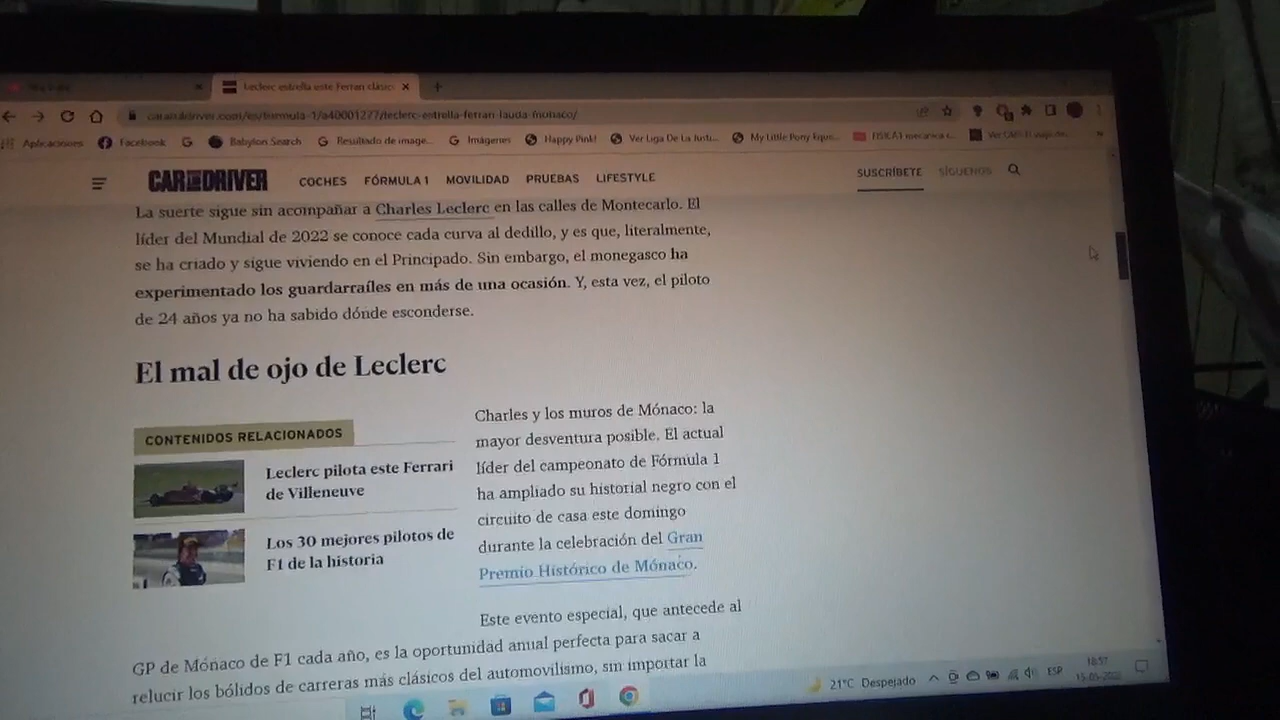 Leclerc estrella este Ferrari clásic
caranddriver.com/es/formula-1/a40001277/leclerc-estrella-ferrari-lauda-monaco/
Aplicaciones Facebook Babylon Search Resultado de image... Imágenes Happy Pink! Ver Liga De La Justi... My Little Pony Eque...
CAR AND DRIVER COCHES FÓRMULA 1 MOVILIDAD PRUEBAS LIFESTYLE SUSCRÍBETE SÍGUENOS
La suerte sigue sin acompañar a Charles Leclerc en las calles de Montecarlo. El
líder del Mundial de 2022 se conoce cada curva al dedillo, y es que, literalmente,
se ha criado y sigue viviendo en el Principado. Sin embargo, el monegasco ha
experimentado los guardarraíles en más de una ocasión. Y, esta vez, el piloto
de 24 años ya no ha sabido dónde esconderse.
El mal de ojo de Leclerc
CONTENIDOS RELACIONADOS
Leclerc pilota este Ferrari
de Villeneuve
Los 30 mejores pilotos de
F1 de la historia
Charles y los muros de Mónaco: la
mayor desventura posible. El actual
líder del campeonato de Fórmula 1
ha ampliado su historial negro con el
circuito de casa este domingo
durante la celebración del Gran
Premio Histórico de Mónaco.
Este evento especial, que antecede al
GP de Mónaco de F1 cada año, es la oportunidad anual perfecta para sacar a
relucir los bólidos de carreras más clásicos del automovilismo, sin importar la
21°C Despejado ESP 18:57
15-05-2022